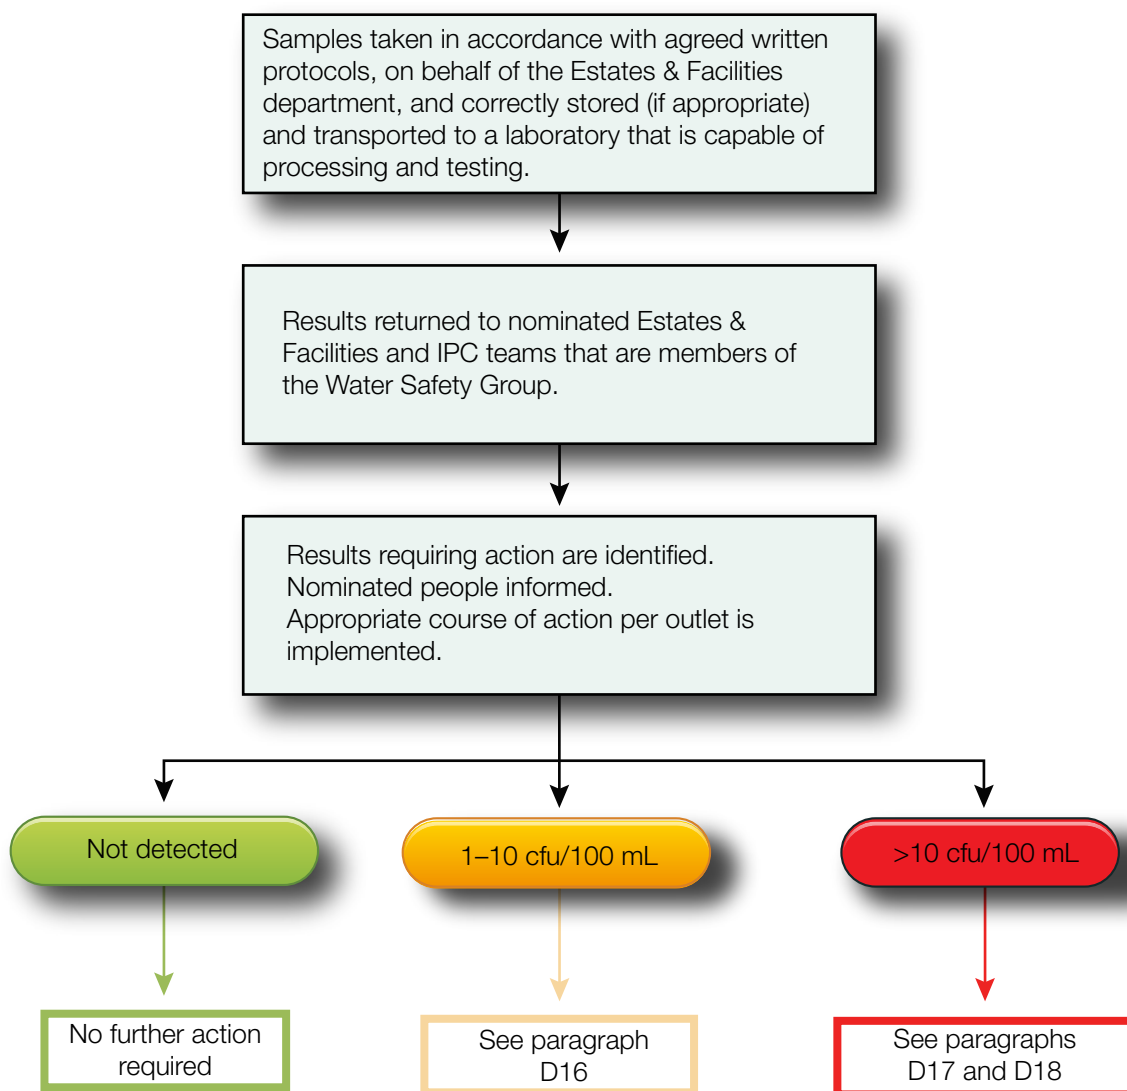 Samples taken in accordance with agreed written
protocols, on behalf of the Estates & Facilities
department, and correctly stored (if appropriate)
and transported to a laboratory that is capable of
processing and testing.
Results returned to nominated Estates &
Facilities and IPC teams that are members of
the Water Safety Group.
Results requiring action are identified.
Nominated people informed.
Appropriate course of action per outlet is
implemented.
Not detected
1–10 cfu/100 mL
>10 cfu/100 mL
No further action
required
See paragraph
D16
See paragraphs
D17 and D18